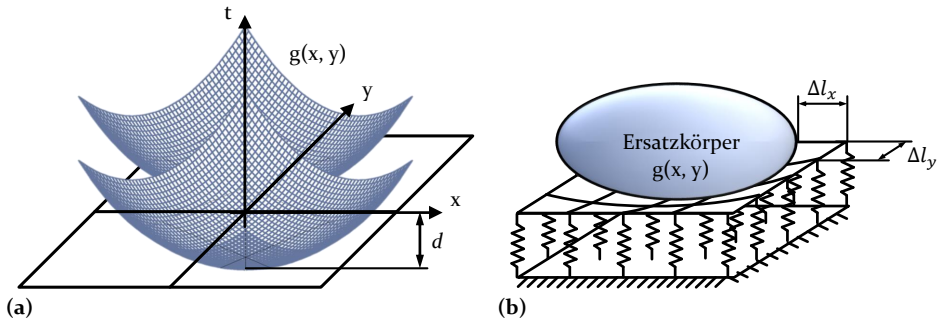 t
g(x, y)
y
x
d
(a)
Δl_x
Δl_y
Ersatzkörper
g(x, y)
(b)